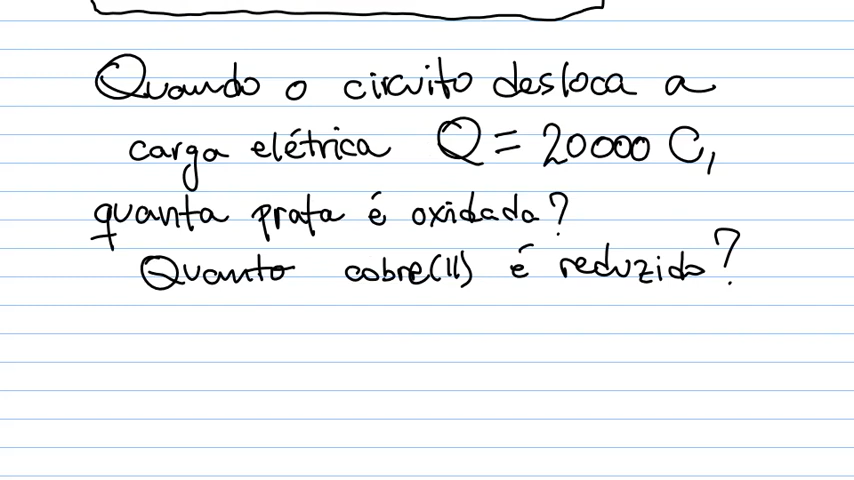 Quando o circuito desloca a
carga elétrica Q = 20000 C,
quanta prata é oxidada?
Quanto cobre(II) é reduzido?